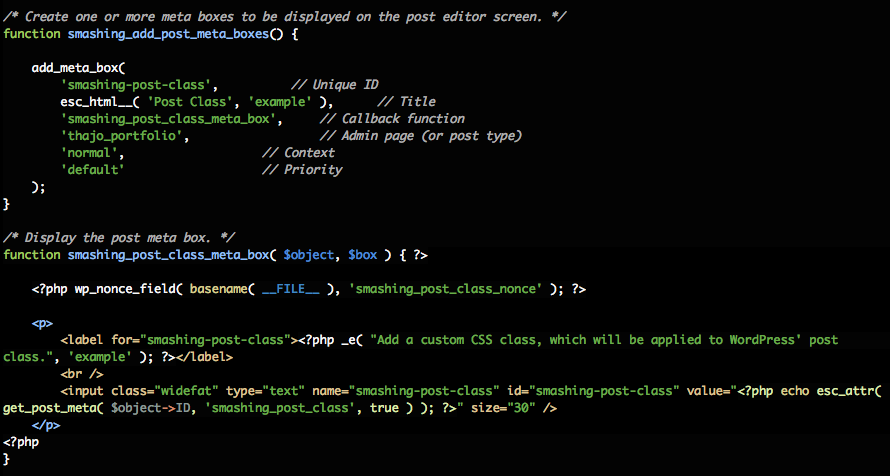 /* Create one or more meta boxes to be displayed on the post editor screen. */
function smashing_add_post_meta_boxes() {
add_meta_box(
'smashing-post-class', // Unique ID
esc_html__( 'Post Class', 'example' ), // Title
'smashing_post_class_meta_box', // Callback function
'thajo_portfolio', // Admin page (or post type)
'normal', // Context
'default' // Priority
);
}
/* Display the post meta box. */
function smashing_post_class_meta_box( $object, $box ) { ?>
<?php wp_nonce_field( basename( __FILE__ ), 'smashing_post_class_nonce' ); ?>
<p>
<label for="smashing-post-class"><?php _e( "Add a custom CSS class, which will be applied to WordPress' post
class.", 'example' ); ?></label>
<br />
<input class="widefat" type="text" name="smashing-post-class" id="smashing-post-class" value="<?php echo esc_attr(
get_post_meta( $object->ID, 'smashing_post_class', true ) ); ?>" size="30" />
</p>
<?php
}